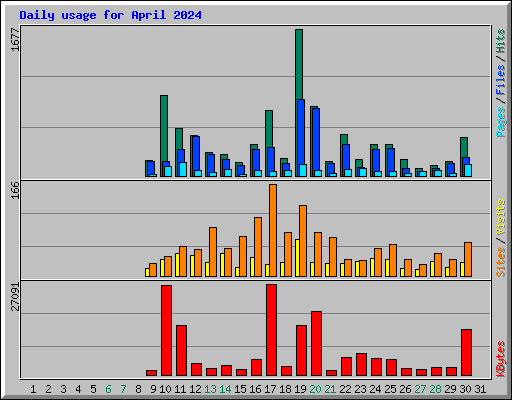 Daily usage for April 2024
1677
Pages / Files / Hits
166
Sites / Visits
27091
KBytes
1 2 3 4 5 6 7 8 9 10 11 12 13 14 15 16 17 18 19 20 21 22 23 24 25 26 27 28 29 30 31